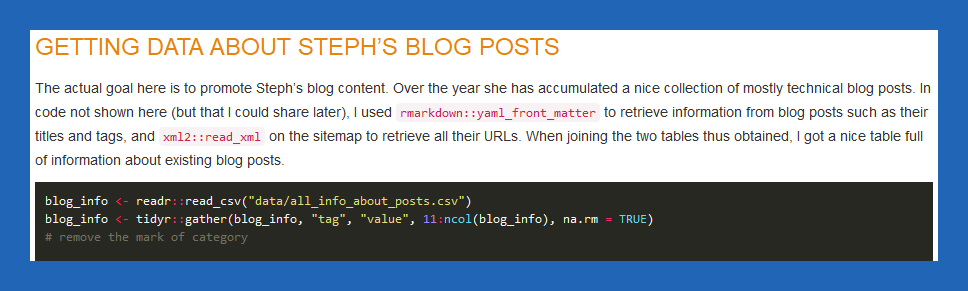 GETTING DATA ABOUT STEPH’S BLOG POSTS
The actual goal here is to promote Steph’s blog content. Over the year she has accumulated a nice collection of mostly technical blog posts. In
code not shown here (but that I could share later), I used rmarkdown::yaml_front_matter to retrieve information from blog posts such as their
titles and tags, and xml2::read_xml on the sitemap to retrieve all their URLs. When joining the two tables thus obtained, I got a nice table full
of information about existing blog posts.
blog_info <- readr::read_csv("data/all_info_about_posts.csv")
blog_info <- tidyr::gather(blog_info, "tag", "value", 11:ncol(blog_info), na.rm = TRUE)
# remove the mark of category